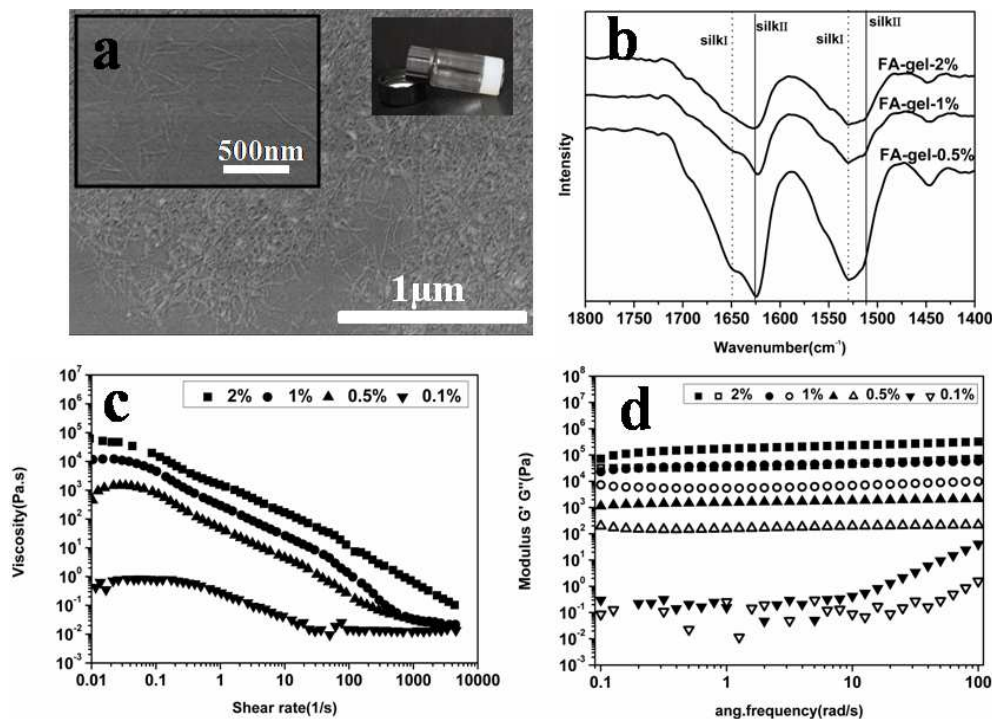 a
500nm
1μm
b
silkI
silkII
silkI
silkII
FA-gel-2%
FA-gel-1%
FA-gel-0.5%
Intensity
1800 1750 1700 1650 1600 1550 1500 1450 1400
Wavenumber(cm⁻¹)
c
2% 1% 0.5% 0.1%
10⁷
10⁶
10⁵
10⁴
10³
10²
10¹
10⁰
10⁻¹
10⁻²
10⁻³
Viscosity(Pa.s)
0.01 0.1 1 10 100 1000 10000
Shear rate(1/s)
d
2% 1% 0.5% 0.1%
10⁸
10⁷
10⁶
10⁵
10⁴
10³
10²
10¹
10⁰
10⁻¹
10⁻²
10⁻³
Modulus G' G''(Pa)
0.1 1 10 100
ang.frequency(rad/s)